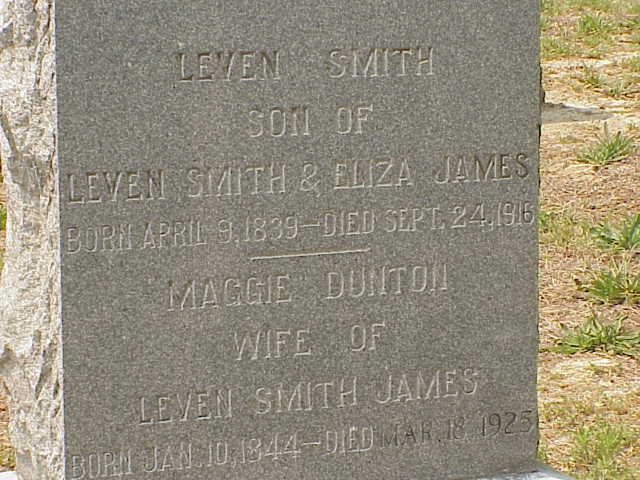 LEVEN SMITH
SON OF
LEVEN SMITH & ELIZA JAMES
BORN APRIL 9, 1839—DIED SEPT. 24, 1916
MAGGIE DUNTON
WIFE OF
LEVEN SMITH JAMES
BORN JAN. 10, 1844—DIED MAR. 18, 1925